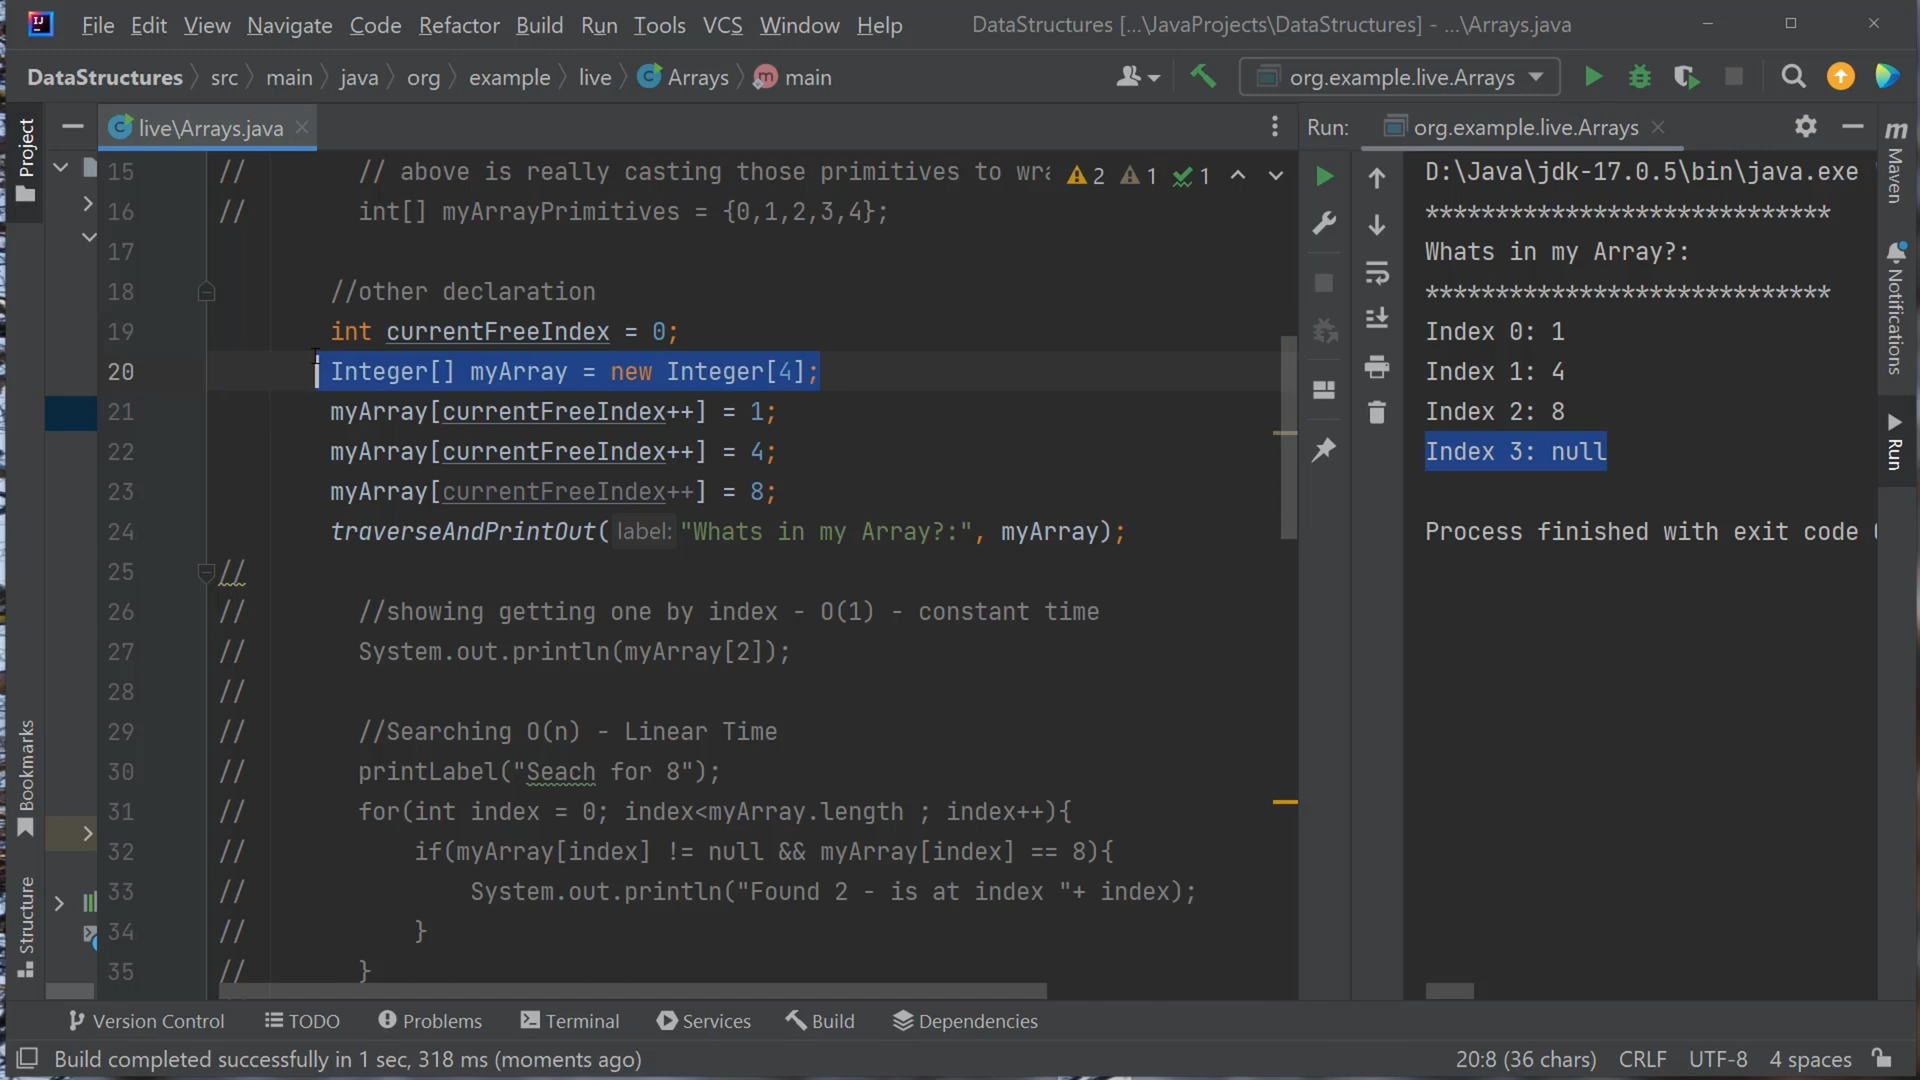 File Edit View Navigate Code Refactor Build Run Tools VCS Window Help DataStructures [...\JavaProjects\DataStructures] - ...\Arrays.java
DataStructures src main java org example live Arrays main org.example.live.Arrays
Project
live\Arrays.java
Run: org.example.live.Arrays
15 // // above is really casting those primitives to wra 2 1 1
16 // int[] myArrayPrimitives = {0,1,2,3,4};
17
18 //other declaration
19 int currentFreeIndex = 0;
20 Integer[] myArray = new Integer[4];
21 myArray[currentFreeIndex++] = 1;
22 myArray[currentFreeIndex++] = 4;
23 myArray[currentFreeIndex++] = 8;
24 traverseAndPrintOut( label: "Whats in my Array?:", myArray);
25 //
26 // //showing getting one by index - O(1) - constant time
27 // System.out.println(myArray[2]);
28 //
29 // //Searching O(n) - Linear Time
30 // printLabel("Seach for 8");
31 // for(int index = 0; index<myArray.length ; index++){
32 // if(myArray[index] != null && myArray[index] == 8){
33 // System.out.println("Found 2 - is at index "+ index);
34 // }
35 // }
D:\Java\jdk-17.0.5\bin\java.exe
*****************************
Whats in my Array?:
*****************************
Index 0: 1
Index 1: 4
Index 2: 8
Index 3: null
Process finished with exit code
m Maven
Notifications
Run
Bookmarks
Structure
Version Control TODO Problems Terminal Services Build Dependencies
Build completed successfully in 1 sec, 318 ms (moments ago) 20:8 (36 chars) CRLF UTF-8 4 spaces